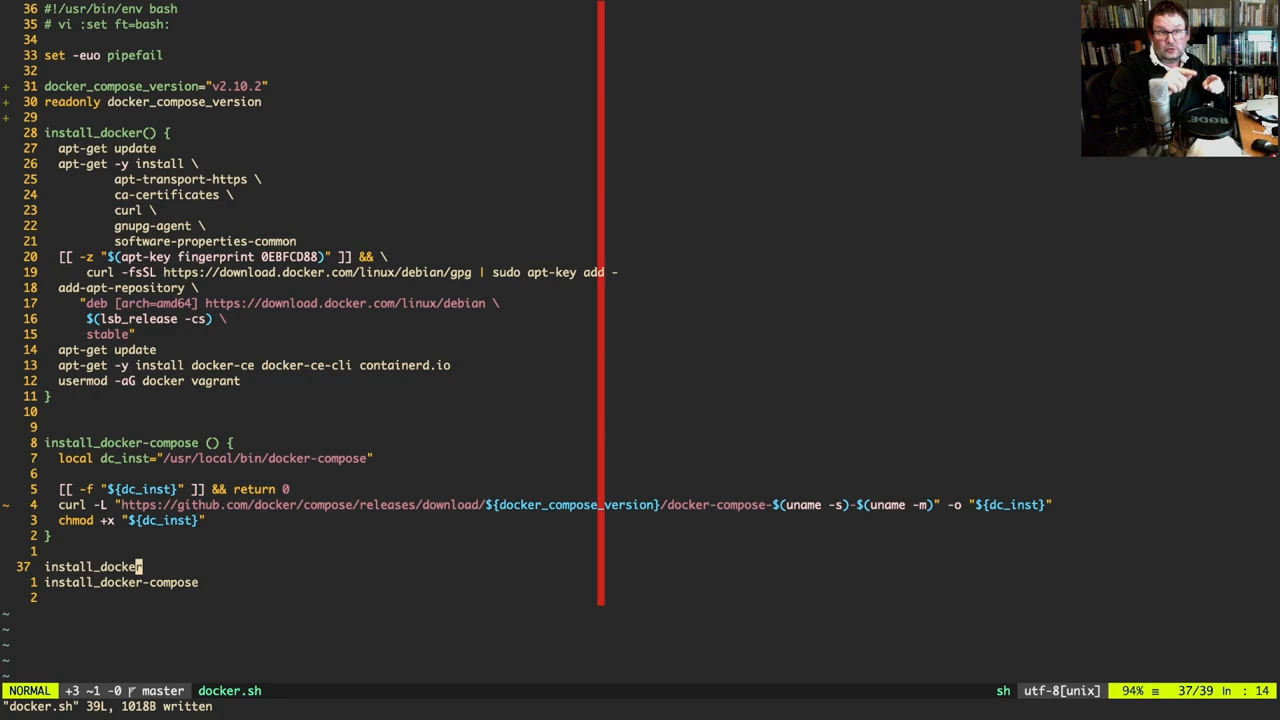 36 #!/usr/bin/env bash
35 # vi :set ft=bash:
34
33 set -euo pipefail
32
+ 31 docker_compose_version="v2.10.2"
+ 30 readonly docker_compose_version
+ 29
28 install_docker() {
27 apt-get update
26 apt-get -y install \
25 apt-transport-https \
24 ca-certificates \
23 curl \
22 gnupg-agent \
21 software-properties-common
20 [[ -z "$(apt-key fingerprint 0EBFCD88)" ]] && \
19 curl -fsSL https://download.docker.com/linux/debian/gpg | sudo apt-key add -
18 add-apt-repository \
17 "deb [arch=amd64] https://download.docker.com/linux/debian \
16 $(lsb_release -cs) \
15 stable"
14 apt-get update
13 apt-get -y install docker-ce docker-ce-cli containerd.io
12 usermod -aG docker vagrant
11 }
10
9
8 install_docker-compose () {
7 local dc_inst="/usr/local/bin/docker-compose"
6
5 [[ -f "${dc_inst}" ]] && return 0
~ 4 curl -L "https://github.com/docker/compose/releases/download/${docker_compose_version}/docker-compose-$(uname -s)-$(uname -m)" -o "${dc_inst}"
3 chmod +x "${dc_inst}"
2 }
1
37 install_docker
1 install_docker-compose
2
~
~
~
~
~
NORMAL +3 ~1 -0 master docker.sh sh utf-8[unix] 94% ≡ 37/39 ln : 14
"docker.sh" 39L, 1018B written
RØDE